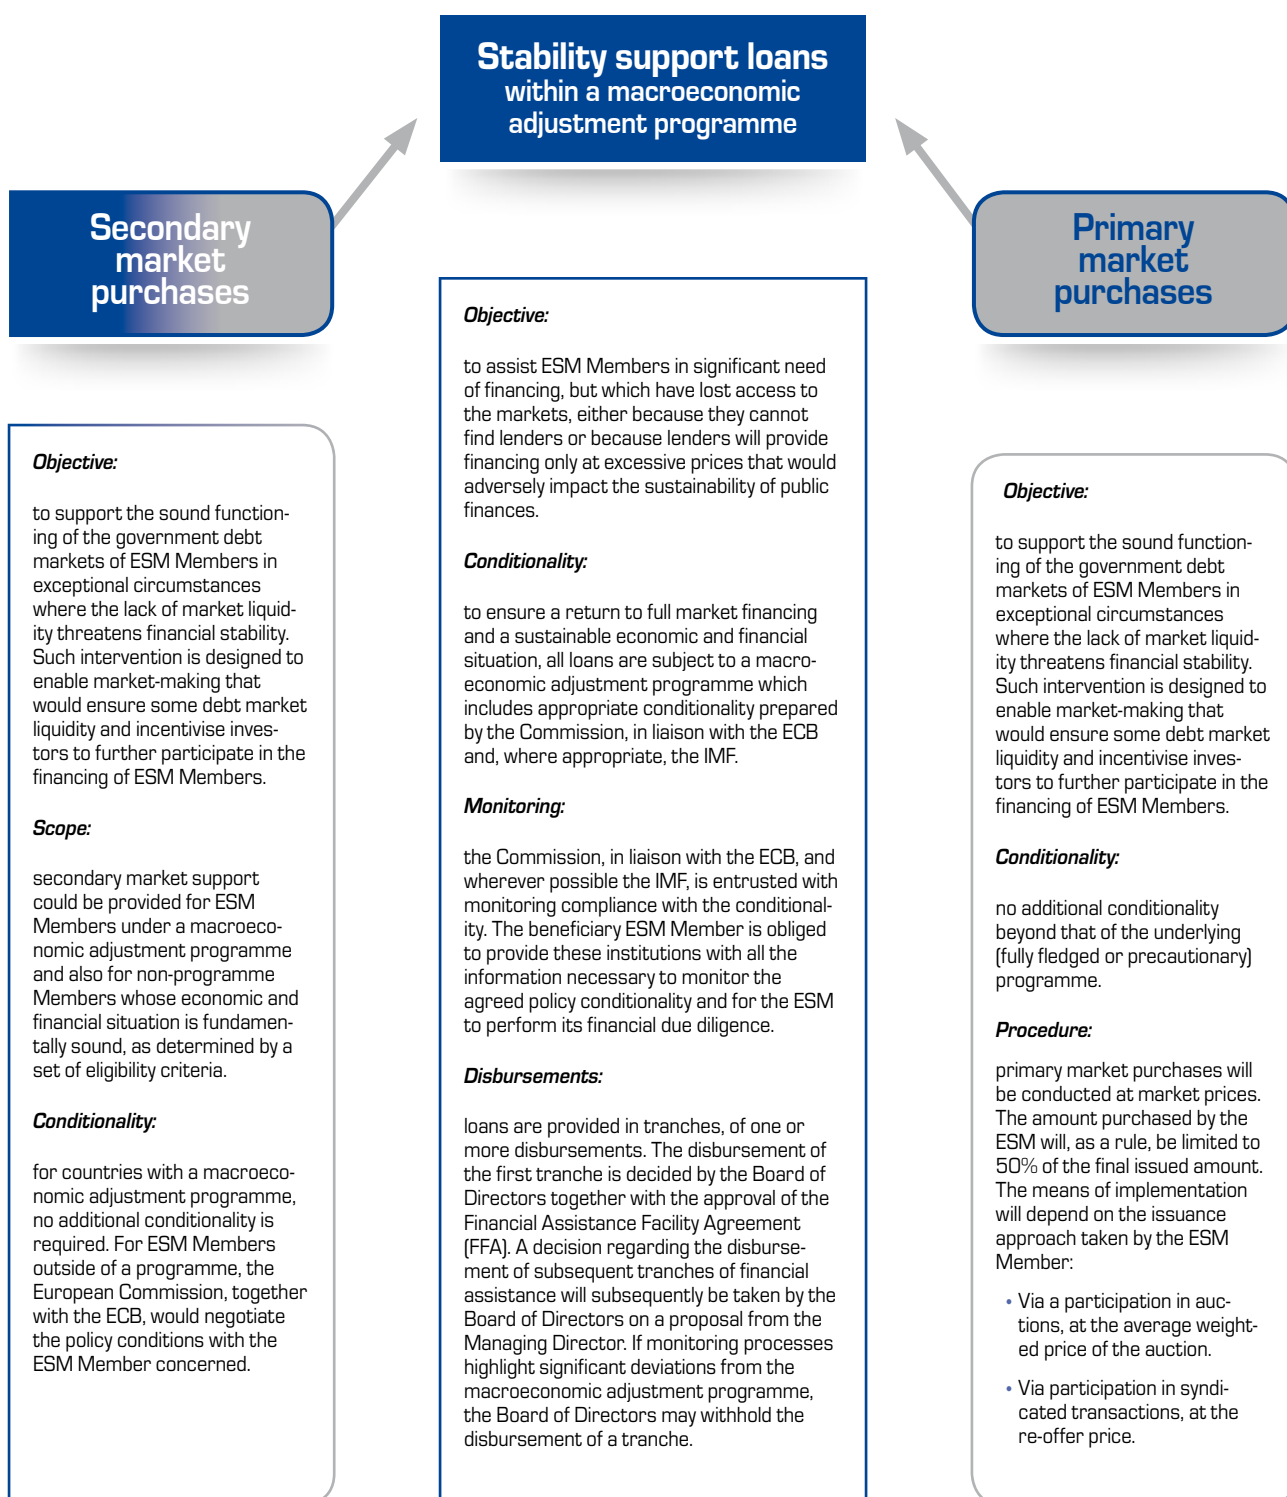 Stability support loans
within a macroeconomic
adjustment programme
Secondary
market
purchases
Objective:
to support the sound function-
ing of the government debt
markets of ESM Members in
exceptional circumstances
where the lack of market liquid-
ity threatens financial stability.
Such intervention is designed to
enable market-making that
would ensure some debt market
liquidity and incentivise inves-
tors to further participate in the
financing of ESM Members.
Scope:
secondary market support
could be provided for ESM
Members under a macroeco-
nomic adjustment programme
and also for non-programme
Members whose economic and
financial situation is fundamen-
tally sound, as determined by a
set of eligibility criteria.
Conditionality:
for countries with a macroeco-
nomic adjustment programme,
no additional conditionality is
required. For ESM Members
outside of a programme, the
European Commission, together
with the ECB, would negotiate
the policy conditions with the
ESM Member concerned.
Objective:
to assist ESM Members in significant need
of financing, but which have lost access to
the markets, either because they cannot
find lenders or because lenders will provide
financing only at excessive prices that would
adversely impact the sustainability of public
finances.
Conditionality:
to ensure a return to full market financing
and a sustainable economic and financial
situation, all loans are subject to a macro-
economic adjustment programme which
includes appropriate conditionality prepared
by the Commission, in liaison with the ECB
and, where appropriate, the IMF.
Monitoring:
the Commission, in liaison with the ECB, and
wherever possible the IMF, is entrusted with
monitoring compliance with the conditional-
ity. The beneficiary ESM Member is obliged
to provide these institutions with all the
information necessary to monitor the
agreed policy conditionality and for the ESM
to perform its financial due diligence.
Disbursements:
loans are provided in tranches, of one or
more disbursements. The disbursement of
the first tranche is decided by the Board of
Directors together with the approval of the
Financial Assistance Facility Agreement
(FFA). A decision regarding the disburse-
ment of subsequent tranches of financial
assistance will subsequently be taken by the
Board of Directors on a proposal from the
Managing Director. If monitoring processes
highlight significant deviations from the
macroeconomic adjustment programme,
the Board of Directors may withhold the
disbursement of a tranche.
Primary
market
purchases
Objective:
to support the sound function-
ing of the government debt
markets of ESM Members in
exceptional circumstances
where the lack of market liquid-
ity threatens financial stability.
Such intervention is designed to
enable market-making that
would ensure some debt market
liquidity and incentivise inves-
tors to further participate in the
financing of ESM Members.
Conditionality:
no additional conditionality
beyond that of the underlying
(fully fledged or precautionary)
programme.
Procedure:
primary market purchases will
be conducted at market prices.
The amount purchased by the
ESM will, as a rule, be limited to
50% of the final issued amount.
The means of implementation
will depend on the issuance
approach taken by the ESM
Member:
• Via a participation in auc-
tions, at the average weight-
ed price of the auction.
• Via participation in syndi-
cated transactions, at the
re-offer price.